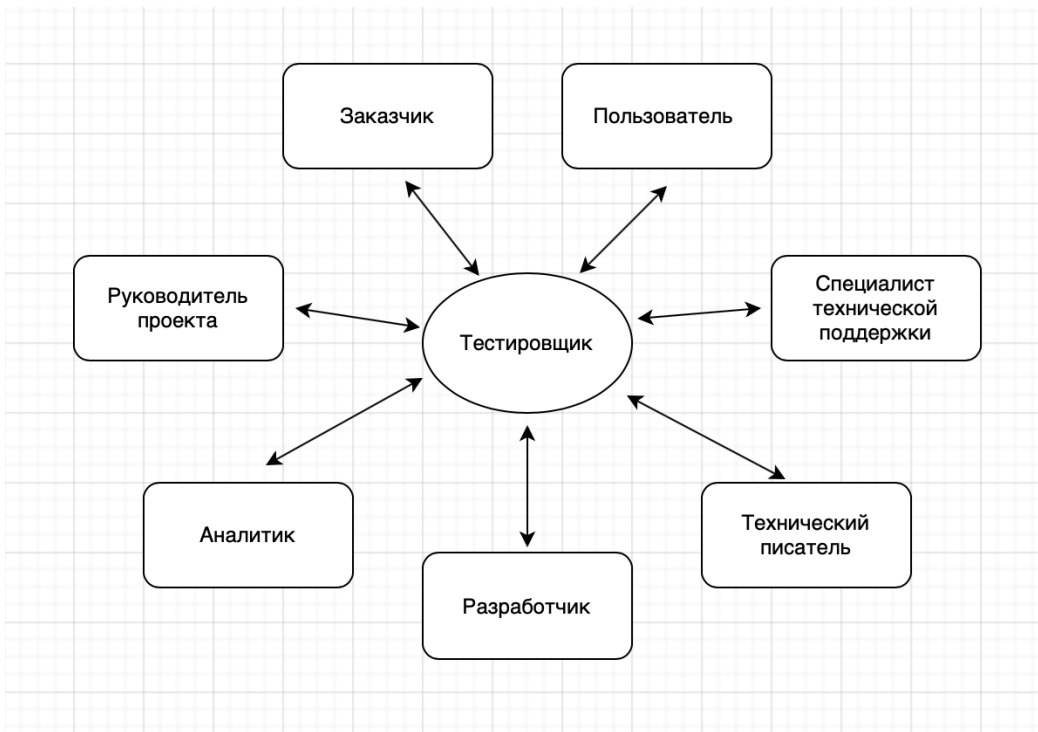 Заказчик
Пользователь
Руководитель
проекта
Специалист
технической
поддержки
Тестировщик
Аналитик
Технический
писатель
Разработчик